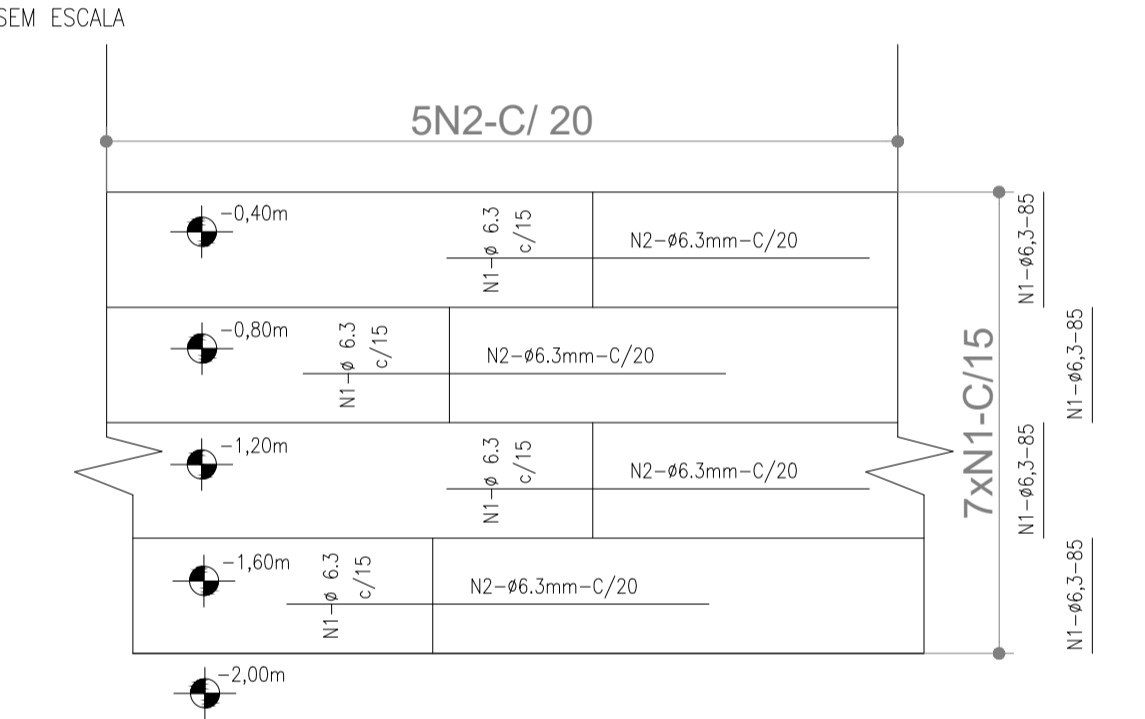 SEM ESCALA
5N2-C/ 20
-0,40m
N1-ø 6.3
c/15
N2-ø6.3mm-C/20
N1-ø6,3-85
-0,80m
N1-ø 6.3
c/15
N2-ø6.3mm-C/20
N1-ø6,3-85
7xN1-C/15
-1,20m
N1-ø 6.3
c/15
N2-ø6.3mm-C/20
N1-ø6,3-85
-1,60m
N1-ø 6.3
c/15
N2-ø6.3mm-C/20
N1-ø6,3-85
-2,00m